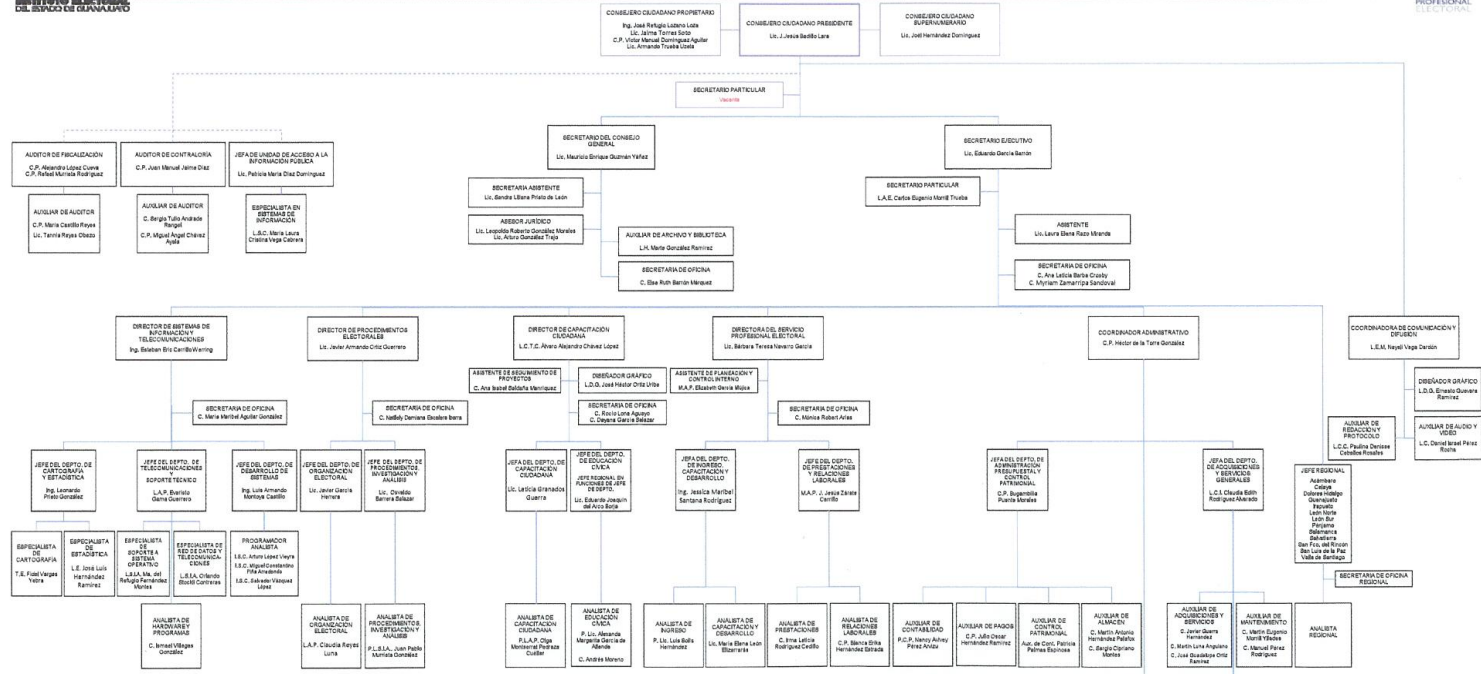 INSTITUTO ELECTORAL
DEL ESTADO DE GUANAJUATO
PROFESIONAL
ELECTORAL
CONSEJERO CIUDADANO PROPIETARIO
Ing. José Refugio Lozano Loza
Lic. Jaime Torres Soto
C.P. Víctor Manuel Domínguez Aguilar
Lic. Armando Trueba Uzeta
CONSEJERO CIUDADANO PRESIDENTE
Lic. J.Jesús Badillo Lara
CONSEJERO CIUDADANO
SUPERNUMERARIO
Lic. Joel Hernández Domínguez
SECRETARIO PARTICULAR
Vacante
AUDITOR DE FISCALIZACIÓN
C.P. Alejandro López Cueva
C.P. Rafael Murrieta Rodríguez
AUDITOR DE CONTRALORÍA
C.P. Juan Manuel Jaime Díaz
JEFA DE UNIDAD DE ACCESO A LA
INFORMACIÓN PÚBLICA
Lic. Patricia María Díaz Domínguez
AUXILIAR DE AUDITOR
C.P. María Castillo Reyes
Lic. Tannia Reyes Obezo
AUXILIAR DE AUDITOR
C. Sergio Tulio Andrade
Rangel
C.P. Miguel Ángel Chávez
Ayala
ESPECIALISTA EN
SISTEMAS DE
INFORMACIÓN
L.S.C. María Laura
Cristina Vega Cabrera
SECRETARIO DEL CONSEJO
GENERAL
Lic. Mauricio Enrique Guzmán Yáñez
SECRETARIA ASISTENTE
Lic. Sandra Liliana Prieto de León
ASESOR JURÍDICO
Lic. Leopoldo Roberto González Morales
Lic. Arturo González Trejo
AUXILIAR DE ARCHIVO Y BIBLIOTECA
L.H. Marta González Ramírez
SECRETARIA DE OFICINA
C. Elsa Ruth Barrón Márquez
SECRETARIO EJECUTIVO
Lic. Eduardo García Barrón
SECRETARIO PARTICULAR
L.A.E. Carlos Eugenio Morrill Trueba
ASISTENTE
Lic. Laura Elena Razo Miranda
SECRETARIA DE OFICINA
C. Ana Leticia Barba Crosby
C. Myriam Zamarripa Sandoval
DIRECTOR DE SISTEMAS DE
INFORMACIÓN Y
TELECOMUNICACIONES
Ing. Esteban Eric Carrillo Werring
DIRECTOR DE PROCEDIMIENTOS
ELECTORALES
Lic. Javier Armando Ortiz Guerrero
DIRECTOR DE CAPACITACIÓN
CIUDADANA
L.C.T.C. Álvaro Alejandro Chávez López
DIRECTORA DEL SERVICIO
PROFESIONAL ELECTORAL
Lic. Bárbara Teresa Navarro García
COORDINADOR ADMINISTRATIVO
C.P. Héctor de la Torre González
COORDINADORA DE COMUNICACIÓN Y
DIFUSIÓN
L.E.M. Nayeli Vega Dardón
SECRETARIA DE OFICINA
C. María Maribel Aguilar González
SECRETARIA DE OFICINA
C. Natllely Damiana Escalera Ibarra
ASISTENTE DE SEGUIMIENTO DE
PROYECTOS
C. Ana Isabel Saldaña Manríquez
DISEÑADOR GRÁFICO
L.D.G. José Héctor Ortiz Uribe
SECRETARIA DE OFICINA
C. Rocío Lona Aguayo
C. Dayana García Salazar
ASISTENTE DE PLANEACIÓN Y
CONTROL INTERNO
M.A.P. Elizabeth García Mújica
SECRETARIA DE OFICINA
C. Mónica Robert Arias
DISEÑADOR GRÁFICO
L.D.G. Ernesto Guevara
Ramírez
AUXILIAR DE
REDACCIÓN Y
PROTOCOLO
L.C.C. Paulina Denisse
Ceballos Rosales
AUXILIAR DE AUDIO Y
VIDEO
L.C. Daniel Israel Pérez
Rocha
JEFE DEL DEPTO. DE
CARTOGRAFÍA
Y ESTADÍSTICA
Ing. Leonardo
Prieto González
JEFE DEL DEPTO. DE
TELECOMUNICACIONES
Y
SOPORTE TÉCNICO
L.A.P. Evaristo
Gama Guerrero
JEFE DEL DEPTO. DE
DESARROLLO DE
SISTEMAS
Ing. Luis Armando
Montoya Castillo
JEFE DEL DEPTO. DE
ORGANIZACIÓN
ELECTORAL
Lic. Javier García
Herrera
JEFE DEL DEPTO. DE
PROCEDIMIENTOS,
INVESTIGACIÓN Y
ANÁLISIS
Lic. Osvaldo
Barrera Salazar
JEFA DEL DEPTO. DE
CAPACITACIÓN
CIUDADANA
Lic. Leticia Granados
Guerra
JEFE DEL DEPTO. DE
EDUCACIÓN
CÍVICA
JEFE REGIONAL EN
FUNCIONES DE JEFE
DE DEPTO.
Lic. Eduardo Joaquín
del Arco Borja
JEFA DEL DEPTO.
DE INGRESO,
CAPACITACIÓN Y
DESARROLLO
Ing. Jessica Maribel
Santana Rodríguez
JEFE DEL DEPTO.
DE PRESTACIONES
Y RELACIONES
LABORALES
M.A.P. J. Jesús Zárate
Carrillo
JEFA DEL DEPTO. DE
ADMINISTRACIÓN
PRESUPUESTAL Y
CONTROL
PATRIMONIAL
C.P. Bugambilia
Puente Morales
JEFA DEL DEPTO.
DE ADQUISICIONES
Y SERVICIOS
GENERALES
L.C.I. Claudia Edith
Rodríguez Alvarado
JEFE REGIONAL
Acámbaro
Celaya
Dolores Hidalgo
Guanajuato
Irapuato
León Norte
León Sur
Pénjamo
Salamanca
Salvatierra
San Fco. del Rincón
San Luis de la Paz
Valle de Santiago
SECRETARIA DE OFICINA
REGIONAL
ESPECIALISTA
DE
CARTOGRAFÍA
T.E. Fidel Vargas
Yebra
ESPECIALISTA
DE
ESTADÍSTICA
L.E. José Luis
Hernández
Ramírez
ESPECIALISTA
DE
SOPORTE A
SISTEMA
OPERATIVO
L.S.I.A. Ma. del
Refugio Fernández
Montes
ESPECIALISTA DE
RED DE DATOS Y
TELECOMUNICA-
CIONES
L.S.I.A. Orlando
Stockli Contreras
PROGRAMADOR
ANALISTA
I.S.C. Arturo López Vieyra
I.S.C. Miguel Constantino
Piña Arredondo
I.S.C. Salvador Vázquez
López
ANALISTA DE
HARDWARE Y
PROGRAMAS
C. Ismael Villegas
González
ANALISTA DE
ORGANIZACIÓN
ELECTORAL
L.A.P. Claudia Reyes
Luna
ANALISTA DE
PROCEDIMIENTOS,
INVESTIGACIÓN Y
ANÁLISIS
P.L.S.I.A., Juan Pablo
Murrieta González
ANALISTA DE
CAPACITACIÓN
CIUDADANA
P.L.A.P. Olga
Montserrat Pedraza
Cuéllar
ANALISTA DE
EDUCACIÓN
CÍVICA
P. Lic. Alexandra
Margarita García de
Allende
C. Andrés Moreno
ANALISTA DE
INGRESO
P. Lic. Luis Solís
Hernández
ANALISTA DE
CAPACITACIÓN Y
DESARROLLO
Lic. María Elena León
Elizarrarás
ANALISTA DE
PRESTACIONES
C. Irma Leticia
Rodríguez Cedillo
ANALISTA DE
RELACIONES
LABORALES
C.P. Blanca Erika
Hernández Estrada
AUXILIAR DE
CONTABILIDAD
P.C.P. Nancy Arhey
Pérez Anizu
AUXILIAR DE PAGOS
C.P. Julio Oscar
Hernández Ramírez
AUXILIAR DE
CONTROL
PATRIMONIAL
Aux. de Cont. Patricia
Palmas Espinosa
AUXILIAR DE
ALMACÉN
C. Martín Antonio
Hernández Palafox
C. Sergio Cipriano
Montes
AUXILIAR DE
ADQUISICIONES Y
SERVICIOS
C. Javier Guerra
Hernández
C. Martín Luna Anguiano
C. José Guadalupe Ortiz
Ramírez
AUXILIAR DE
MANTENIMIENTO
C. Martín Eugenio
Morrill Yllades
C. Manuel Pérez
Rodríguez
ANALISTA
REGIONAL